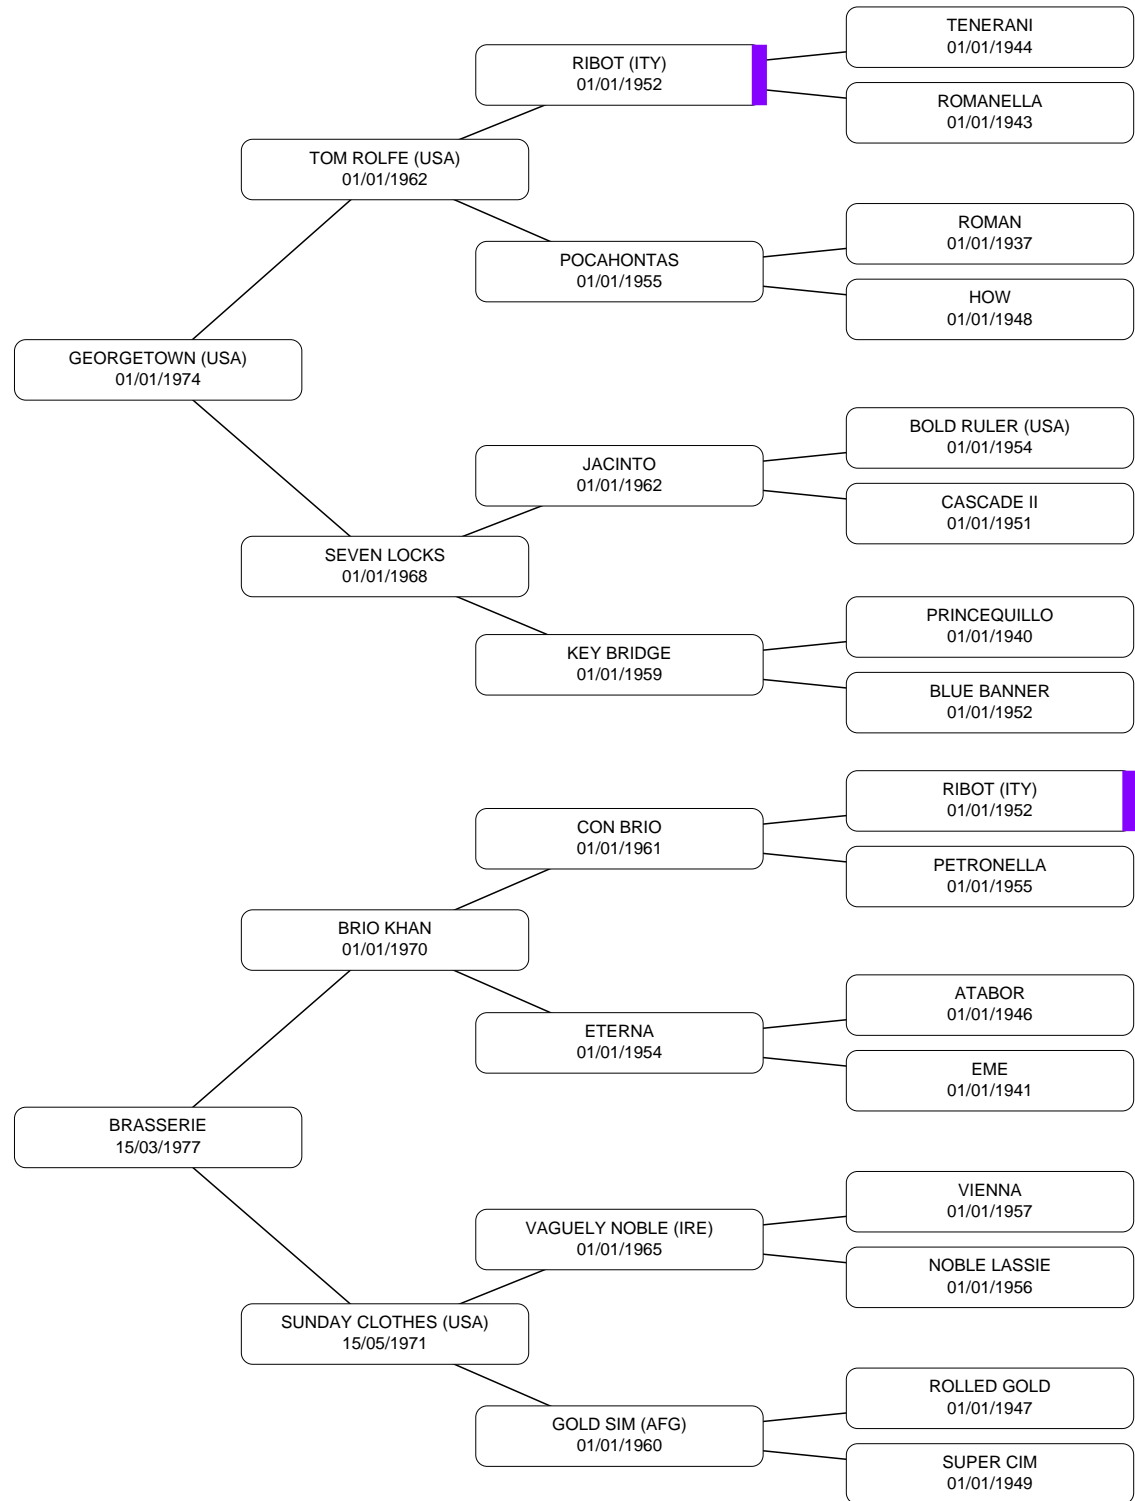 TENERANI
01/01/1944
RIBOT (ITY)
01/01/1952
ROMANELLA
01/01/1943
TOM ROLFE (USA)
01/01/1962
ROMAN
01/01/1937
POCAHONTAS
01/01/1955
HOW
01/01/1948
GEORGETOWN (USA)
01/01/1974
BOLD RULER (USA)
01/01/1954
JACINTO
01/01/1962
CASCADE II
01/01/1951
SEVEN LOCKS
01/01/1968
PRINCEQUILLO
01/01/1940
KEY BRIDGE
01/01/1959
BLUE BANNER
01/01/1952
RIBOT (ITY)
01/01/1952
CON BRIO
01/01/1961
PETRONELLA
01/01/1955
BRIO KHAN
01/01/1970
ATABOR
01/01/1946
ETERNA
01/01/1954
EME
01/01/1941
BRASSERIE
15/03/1977
VIENNA
01/01/1957
VAGUELY NOBLE (IRE)
01/01/1965
NOBLE LASSIE
01/01/1956
SUNDAY CLOTHES (USA)
15/05/1971
ROLLED GOLD
01/01/1947
GOLD SIM (AFG)
01/01/1960
SUPER CIM
01/01/1949